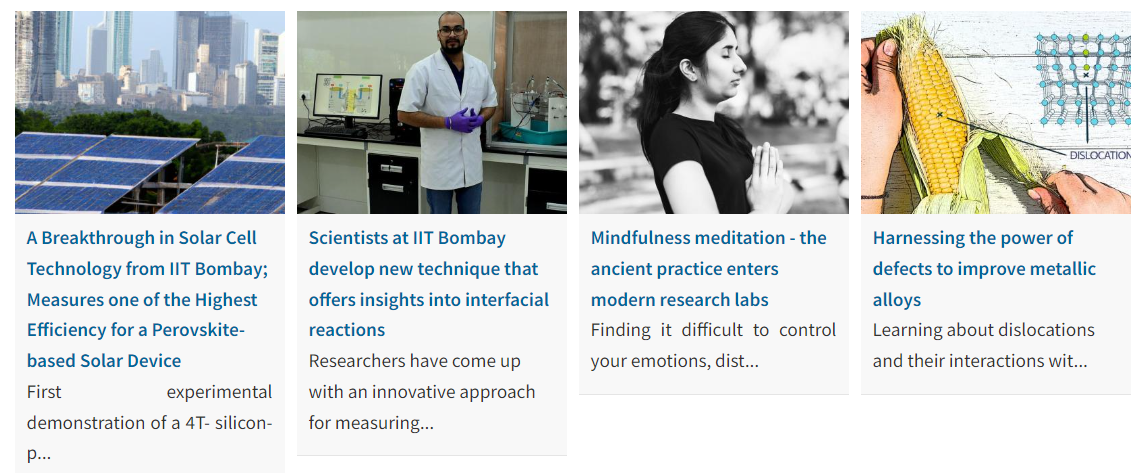 A Breakthrough in Solar Cell
Technology from IIT Bombay;
Measures one of the Highest
Efficiency for a Perovskite-
based Solar Device
First experimental
demonstration of a 4T- silicon-
p...
Scientists at IIT Bombay
develop new technique that
offers insights into interfacial
reactions
Researchers have come up
with an innovative approach
for measuring...
Mindfulness meditation - the
ancient practice enters
modern research labs
Finding it difficult to control
your emotions, dist...
DISLOCATION
Harnessing the power of
defects to improve metallic
alloys
Learning about dislocations
and their interactions wit...